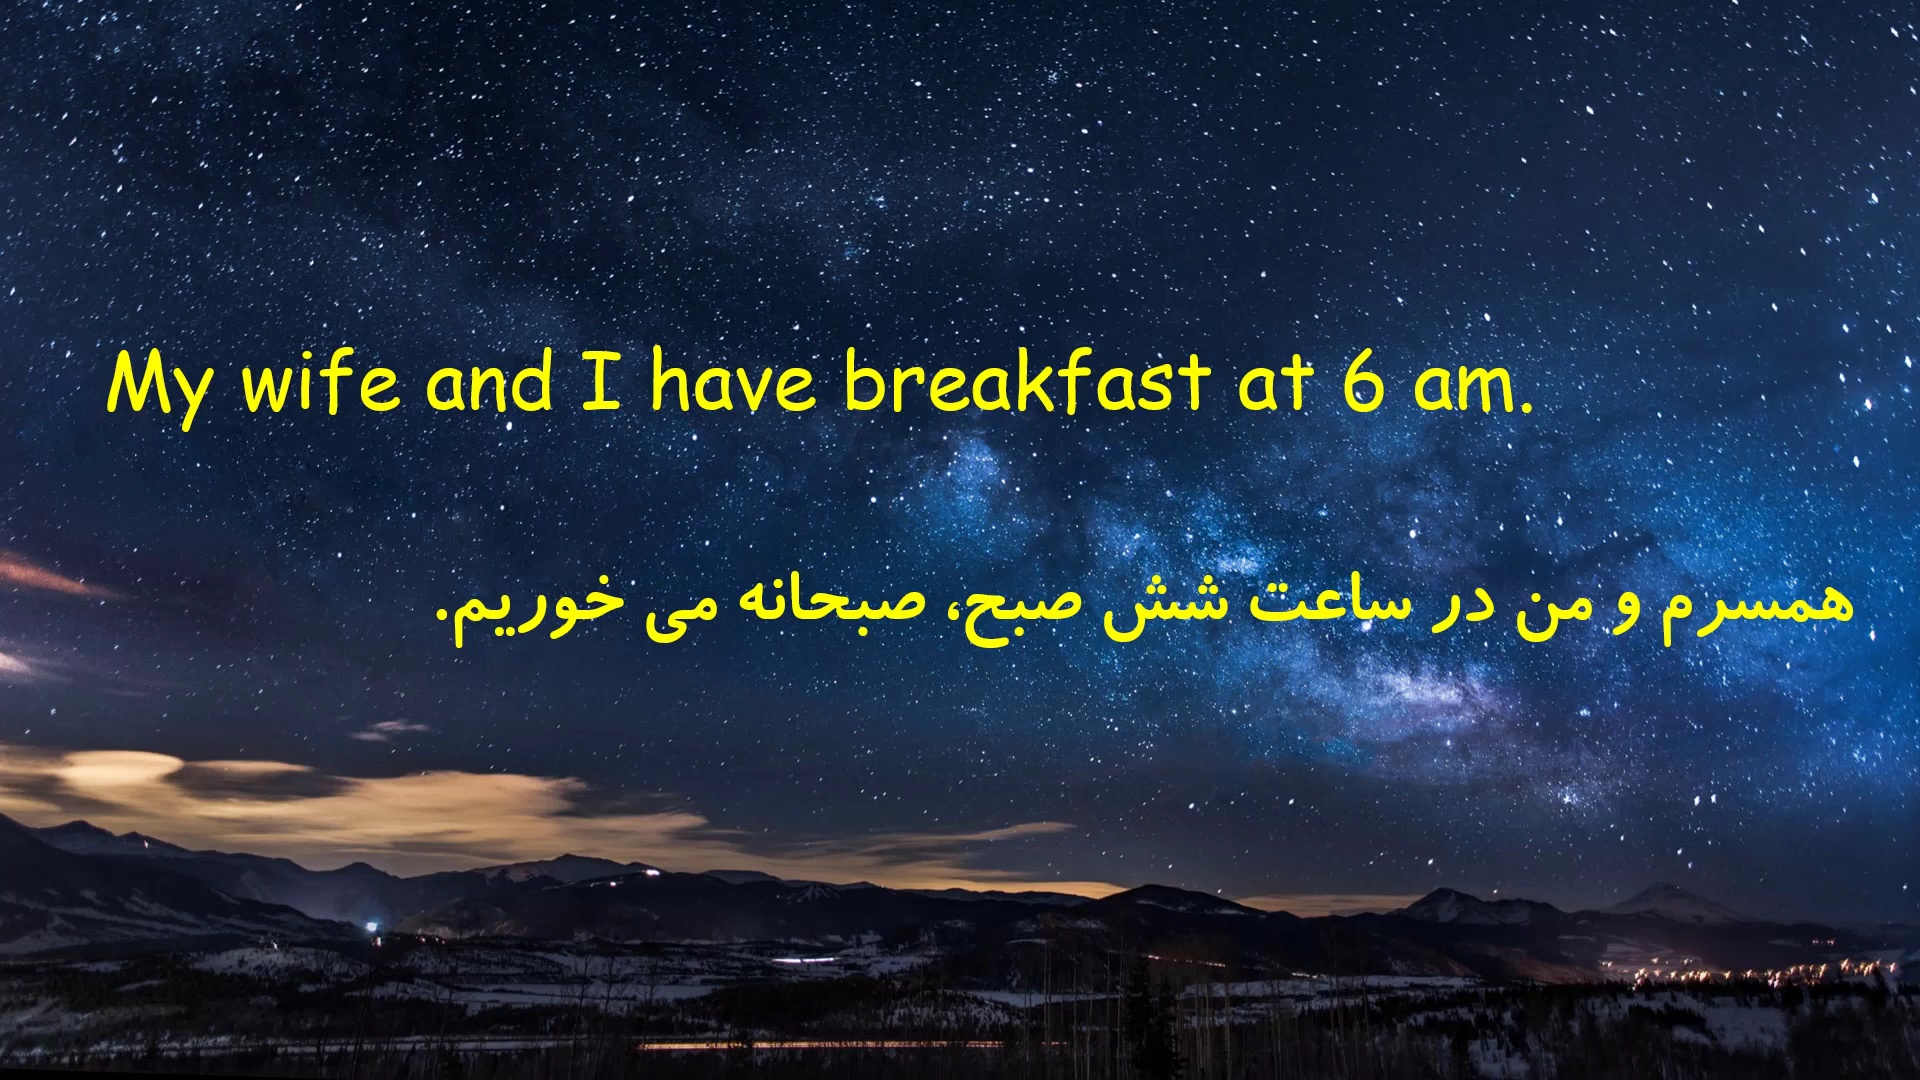 My wife and I have breakfast at 6 am.
همسرم و من در ساعت شش صبح، صبحانه می خوریم.